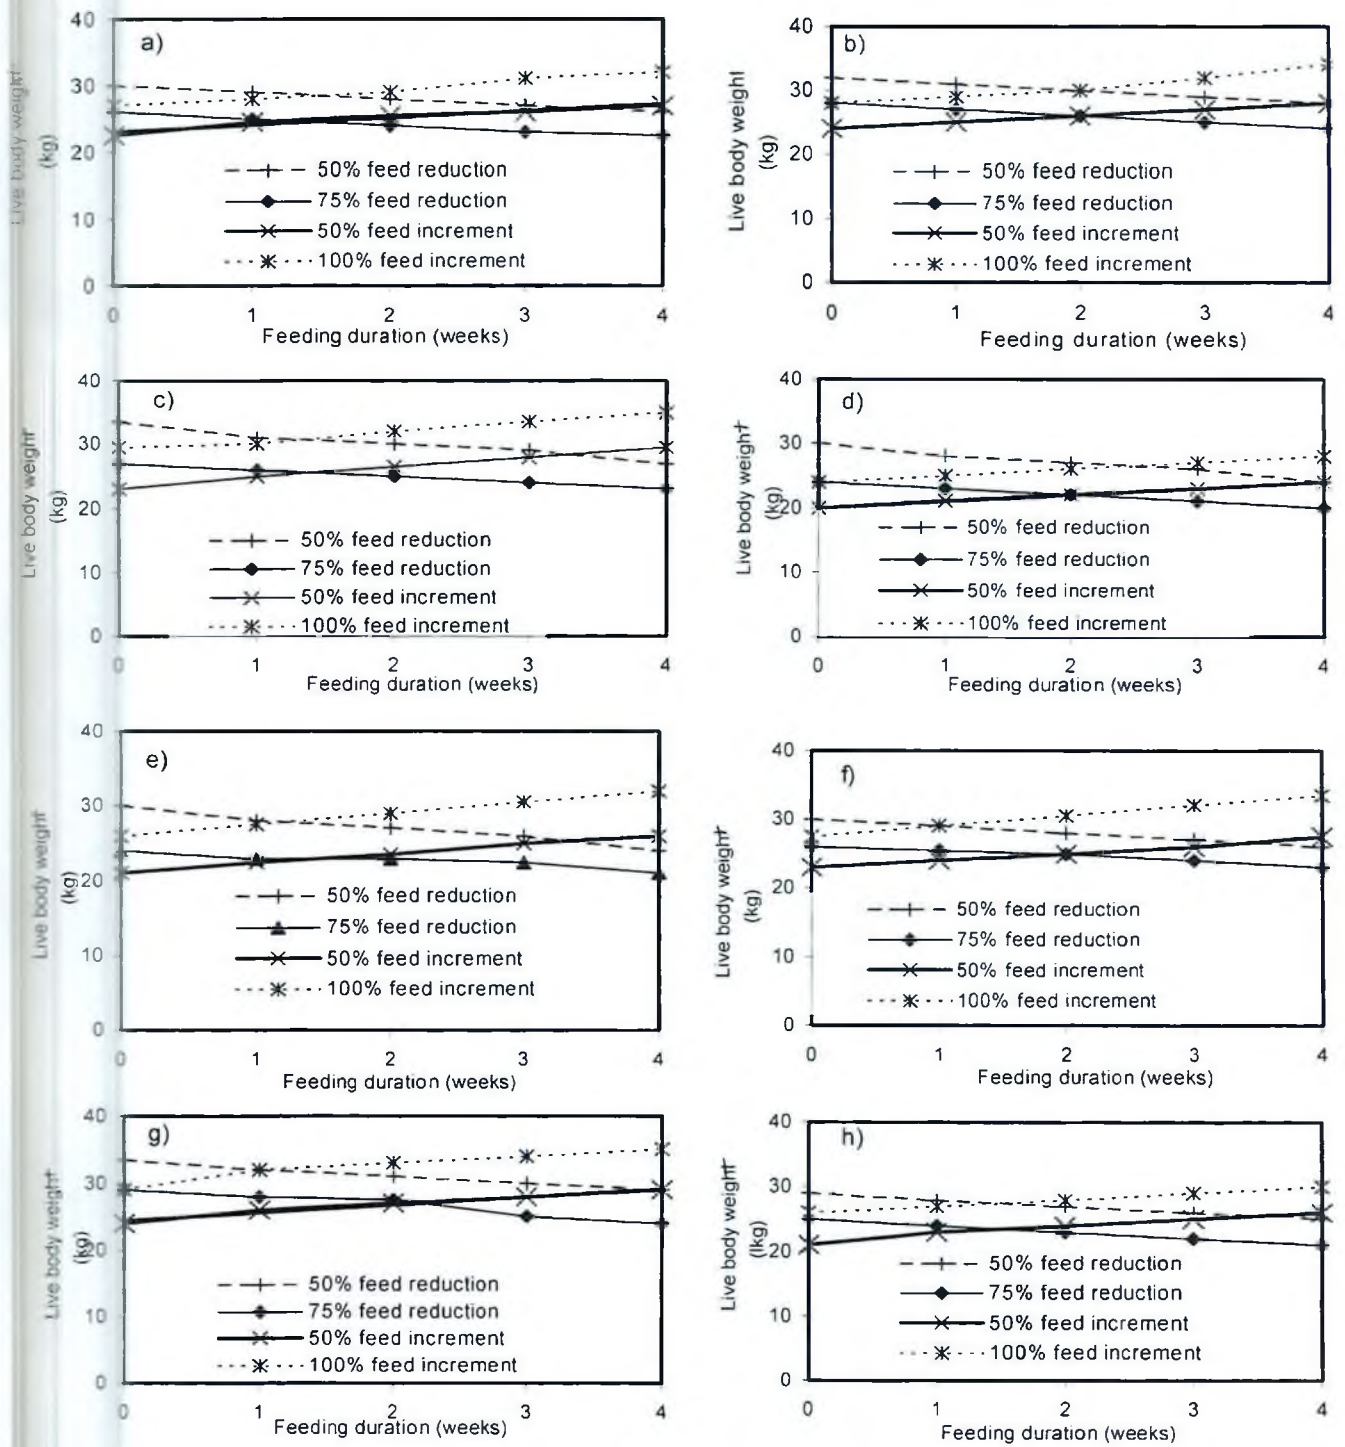 a)
40
30
20
10
0
Live body weight
(kg)
50% feed reduction
75% feed reduction
50% feed increment
100% feed increment
0 1 2 3 4
Feeding duration (weeks)
b)
40
30
20
10
0
Live body weight
(kg)
50% feed reduction
75% feed reduction
50% feed increment
100% feed increment
0 1 2 3 4
Feeding duration (weeks)
c)
40
30
20
10
0
Live body weight
(kg)
50% feed reduction
75% feed reduction
50% feed increment
100% feed increment
0 1 2 3 4
Feeding duration (weeks)
d)
40
30
20
10
0
Live body weight
(kg)
50% feed reduction
75% feed reduction
50% feed increment
100% feed increment
0 1 2 3 4
Feeding duration (weeks)
e)
40
30
20
10
0
Live body weight
(kg)
50% feed reduction
75% feed reduction
50% feed increment
100% feed increment
0 1 2 3 4
Feeding duration (weeks)
f)
40
30
20
10
0
Live body weight
(kg)
50% feed reduction
75% feed reduction
50% feed increment
100% feed increment
0 1 2 3 4
Feeding duration (weeks)
g)
40
30
20
10
0
Live body weight
(kg)
50% feed reduction
75% feed reduction
50% feed increment
100% feed increment
0 1 2 3 4
Feeding duration (weeks)
h)
40
30
20
10
0
Live body weight
(lkg)
50% feed reduction
75% feed reduction
50% feed increment
100% feed increment
0 1 2 3 4
Feeding duration (weeks)